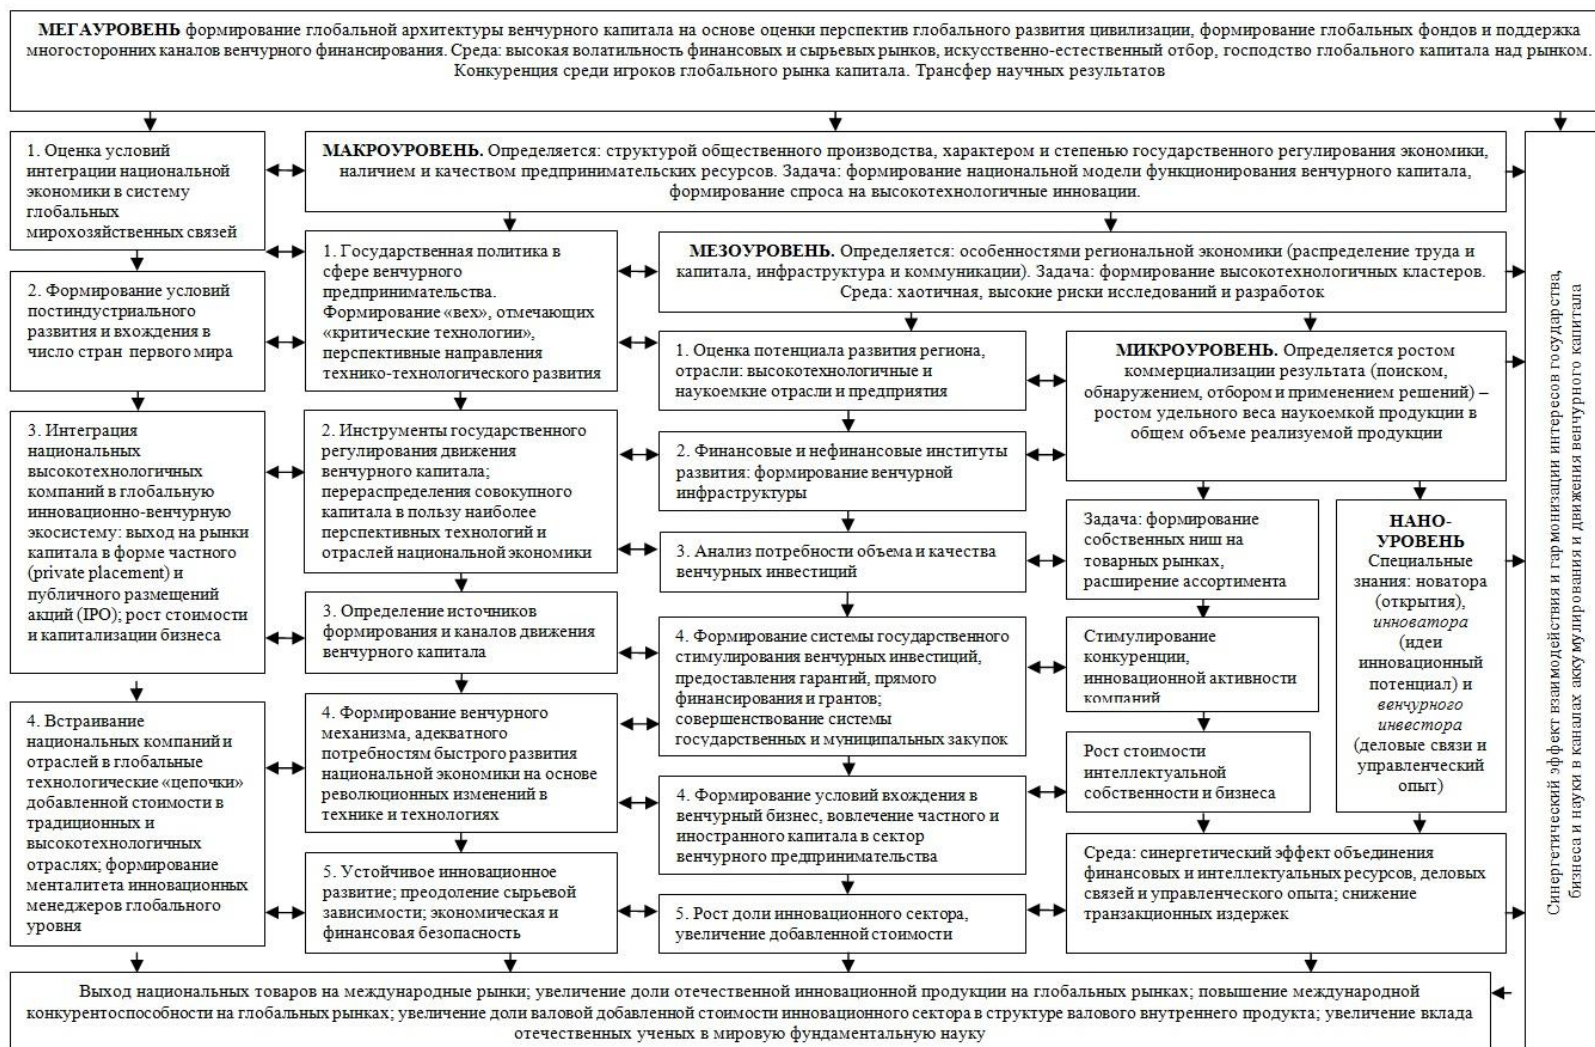 МЕГАУРОВЕНЬ формирование глобальной архитектуры венчурного капитала на основе оценки перспектив глобального развития цивилизации, формирование глобальных фондов и поддержка
многосторонних каналов венчурного финансирования. Среда: высокая волатильность финансовых и сырьевых рынков, искусственно-естественный отбор, господство глобального капитала над рынком.
Конкуренция среди игроков глобального рынка капитала. Трансфер научных результатов
1. Оценка условий
интеграции национальной
экономики в систему
глобальных
мирохозяйственных связей
2. Формирование условий
постиндустриального
развития и вхождения в
число стран первого мира
3. Интеграция
национальных
высокотехнологичных
компаний в глобальную
инновационно-венчурную
экосистему: выход на рынки
капитала в форме частного
(private placement) и
публичного размещений
акций (IPO); рост стоимости
и капитализации бизнеса
4. Встраивание
национальных компаний и
отраслей в глобальные
технологические «цепочки»
добавленной стоимости в
традиционных и
высокотехнологичных
отраслях; формирование
менталитета инновационных
менеджеров глобального
уровня
МАКРОУРОВЕНЬ. Определяется: структурой общественного производства, характером и степенью государственного регулирования экономики,
наличием и качеством предпринимательских ресурсов. Задача: формирование национальной модели функционирования венчурного капитала,
формирование спроса на высокотехнологичные инновации.
1. Государственная политика в
сфере венчурного
предпринимательства.
Формирование «вех», отмечающих
«критические технологии»,
перспективные направления
технико-технологического развития
2. Инструменты государственного
регулирования движения
венчурного капитала;
перераспределения совокупного
капитала в пользу наиболее
перспективных технологий и
отраслей национальной экономики
3. Определение источников
формирования и каналов движения
венчурного капитала
4. Формирование венчурного
механизма, адекватного
потребностям быстрого развития
национальной экономики на основе
революционных изменений в
технике и технологиях
5. Устойчивое инновационное
развитие; преодоление сырьевой
зависимости; экономическая и
финансовая безопасность
МЕЗОУРОВЕНЬ. Определяется: особенностями региональной экономики (распределение труда и
капитала, инфраструктура и коммуникации). Задача: формирование высокотехнологичных кластеров.
Среда: хаотичная, высокие риски исследований и разработок
1. Оценка потенциала развития региона,
отрасли: высокотехнологичные и
наукоемкие отрасли и предприятия
2. Финансовые и нефинансовые институты
развития: формирование венчурной
инфраструктуры
3. Анализ потребности объема и качества
венчурных инвестиций
4. Формирование системы государственного
стимулирования венчурных инвестиций,
предоставления гарантий, прямого
финансирования и грантов;
совершенствование системы
государственных и муниципальных закупок
4. Формирование условий вхождения в
венчурный бизнес, вовлечение частного и
иностранного капитала в сектор
венчурного предпринимательства
5. Рост доли инновационного сектора,
увеличение добавленной стоимости
МИКРОУРОВЕНЬ. Определяется ростом
коммерциализации результата (поиском,
обнаружением, отбором и применением решений) –
ростом удельного веса наукоемкой продукции в
общем объеме реализуемой продукции
Задача: формирование
собственных ниш на
товарных рынках,
расширение ассортимента
Стимулирование
конкуренции,
инновационной активности
компаний
Рост стоимости
интеллектуальной
собственности и бизнеса
НАНО-
УРОВЕНЬ
Специальные
знания: новатора
(открытия),
инноватора
(идеи
инновационный
потенциал) и
венчурного
инвестора
(деловые связи и
управленческий
опыт)
Среда: синергетический эффект объединения
финансовых и интеллектуальных ресурсов, деловых
связей и управленческого опыта; снижение
транзакционных издержек
Синергетический эффект взаимодействия и гармонизации интересов государства,
бизнеса и науки в каналах аккумулирования и движения венчурного капитала
Выход национальных товаров на международные рынки; увеличение доли отечественной инновационной продукции на глобальных рынках; повышение международной
конкурентоспособности на глобальных рынках; увеличение доли валовой добавленной стоимости инновационного сектора в структуре валового внутреннего продукта; увеличение вклада
отечественных ученых в мировую фундаментальную науку